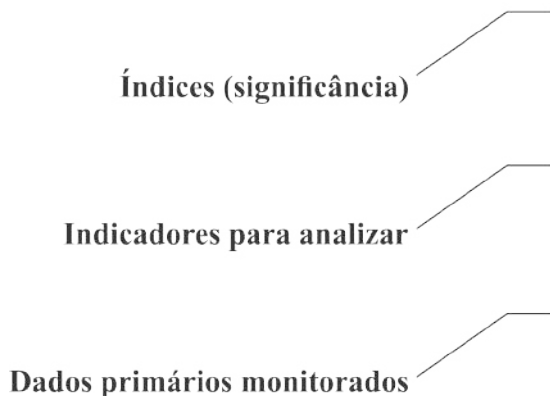 Índices (significância)
Indicadores para analizar
Dados primários monitorados